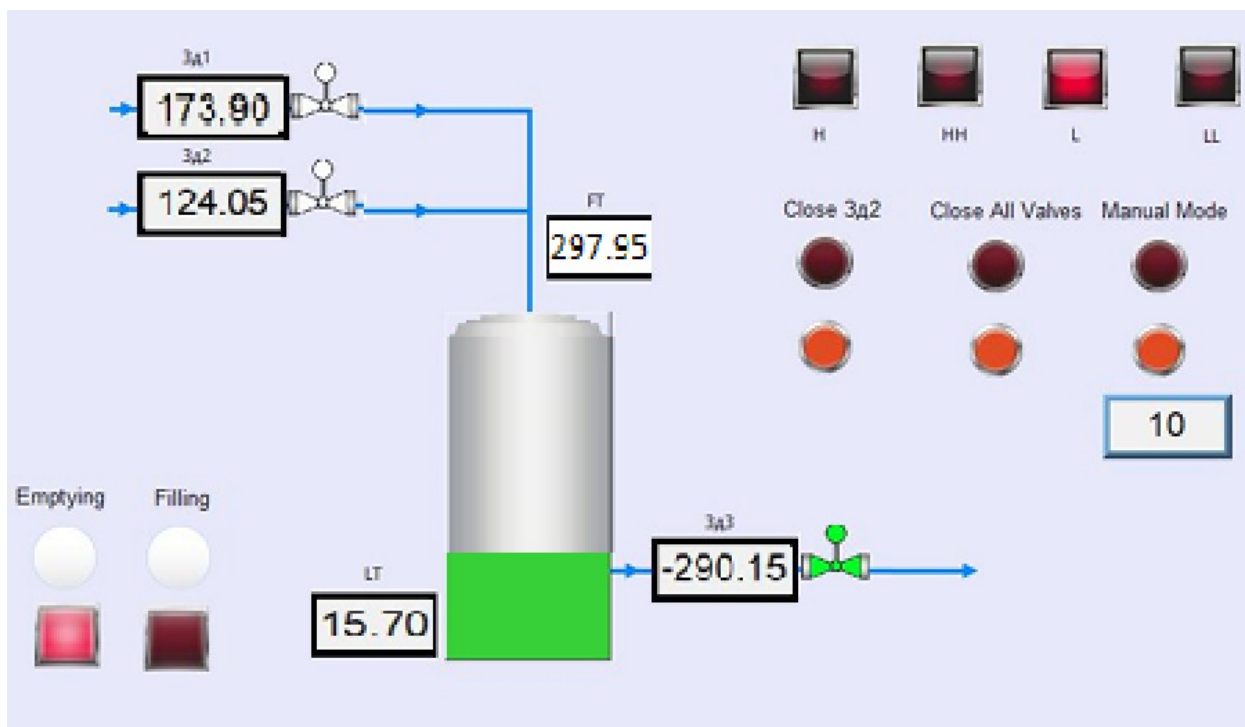 Зд1
173.90
Зд2
124.05
FT
297.95
H
HH
L
LL
Close Зд2
Close All Valves
Manual Mode
10
Emptying
Filling
LT
15.70
Зд3
-290.15